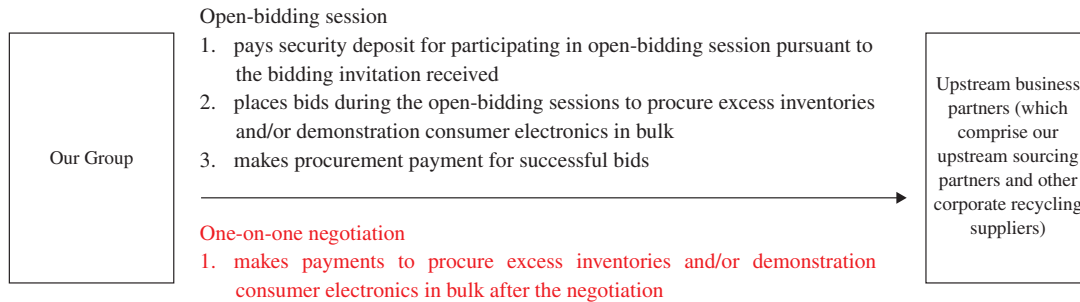 Open-bidding session
1. pays security deposit for participating in open-bidding session pursuant to
the bidding invitation received
2. places bids during the open-bidding sessions to procure excess inventories
and/or demonstration consumer electronics in bulk
3. makes procurement payment for successful bids
Our Group
Upstream business
partners (which
comprise our
upstream sourcing
partners and other
corporate recycling
suppliers)
One-on-one negotiation
1. makes payments to procure excess inventories and/or demonstration
consumer electronics in bulk after the negotiation